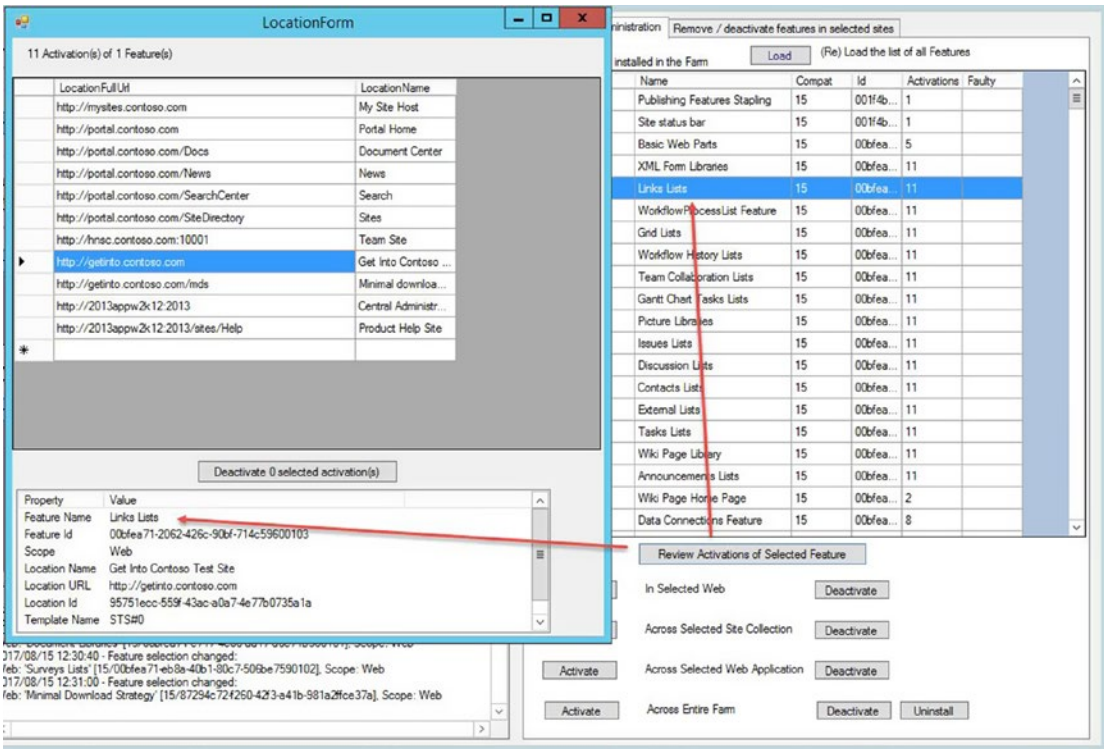 LocationForm
11 Activation(s) of 1 Feature(s)
LocationFullUrl LocationName
http://mysites.contoso.com My Site Host
http://portal.contoso.com Portal Home
http://portal.contoso.com/Docs Document Center
http://portal.contoso.com/News News
http://portal.contoso.com/SearchCenter Search
http://portal.contoso.com/SiteDirectory Sites
http://hnsc.contoso.com:10001 Team Site
http://getinto.contoso.com Get Into Contoso ...
http://getinto.contoso.com/mds Minimal downloa...
http://2013appw2k12:2013 Central Administr...
http://2013appw2k12:2013/sites/Help Product Help Site
Deactivate 0 selected activation(s)
Property Value
Feature Name Links Lists
Feature Id 00bfea71-2062-426c-90bf-714c59600103
Scope Web
Location Name Get Into Contoso Test Site
Location URL http://getinto.contoso.com
Location Id 95751ecc-559f-43ac-a0a7-4e77b0735a1a
Template Name STS#0
017/08/15 12:30:40 - Feature selection changed:
Veb: 'Surveys Lists' [15/00bfea71-eb8a-40b1-80c7-506be7590102], Scope: Web
017/08/15 12:31:00 - Feature selection changed:
Veb: 'Minimal Download Strategy' [15/87294c72-f260-42f3-a41b-981a2ffce37a], Scope: Web
ministration Remove / deactivate features in selected sites
installed in the Farm Load (Re) Load the list of all Features
Name Compat Id Activations Faulty
Publishing Features Stapling 15 001f4b... 1
Site status bar 15 001f4b... 1
Basic Web Parts 15 00bfea... 5
XML Form Libraries 15 00bfea... 11
Links Lists 15 00bfea... 11
WorkflowProcessList Feature 15 00bfea... 11
Grid Lists 15 00bfea... 11
Workflow History Lists 15 00bfea... 11
Team Collaboration Lists 15 00bfea... 11
Gantt Chart Tasks Lists 15 00bfea... 11
Picture Libraries 15 00bfea... 11
Issues Lists 15 00bfea... 11
Discussion Lists 15 00bfea... 11
Contacts Lists 15 00bfea... 11
External Lists 15 00bfea... 11
Tasks Lists 15 00bfea... 11
Wiki Page Library 15 00bfea... 11
Announcements Lists 15 00bfea... 11
Wiki Page Home Page 15 00bfea... 2
Data Connections Feature 15 00bfea... 8
Review Activations of Selected Feature
In Selected Web Deactivate
Across Selected Site Collection Deactivate
Activate Across Selected Web Application Deactivate
Activate Across Entire Farm Deactivate Uninstall